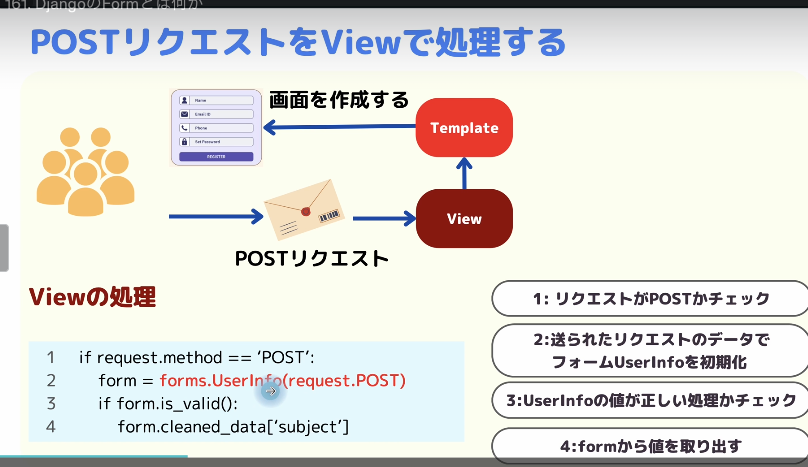 161. DjangoのFormとは何か
POSTリクエストをViewで処理する
画面を作成する
Name
Email ID
Phone
Set Password
REGISTER
Template
View
POSTリクエスト
Viewの処理
1 if request.method == ‘POST’:
2 form = forms.UserInfo(request.POST)
3 if form.is_valid():
4 form.cleaned_data[‘subject’]
1: リクエストがPOSTかチェック
2:送られたリクエストのデータで
フォームUserInfoを初期化
3:UserInfoの値が正しい処理かチェック
4:formから値を取り出す